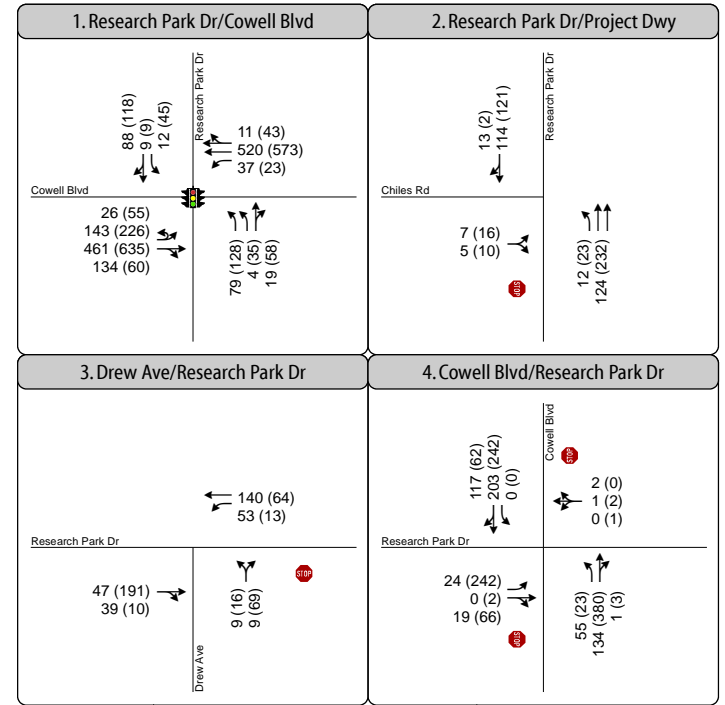 1. Research Park Dr/Cowell Blvd
88 (118)
9 (9)
12 (45)
Research Park Dr
11 (43)
520 (573)
37 (23)
Cowell Blvd
26 (55)
143 (226)
461 (635)
134 (60)
79 (128)
4 (35)
19 (58)
2. Research Park Dr/Project Dwy
13 (2)
114 (121)
Research Park Dr
Chiles Rd
7 (16)
5 (10)
STOP
12 (23)
124 (232)
3. Drew Ave/Research Park Dr
140 (64)
53 (13)
Research Park Dr
47 (191)
39 (10)
9 (16)
9 (69)
STOP
Drew Ave
4. Cowell Blvd/Research Park Dr
117 (62)
203 (242)
0 (0)
Cowell Blvd
STOP
2 (0)
1 (2)
0 (1)
Research Park Dr
24 (242)
0 (2)
19 (66)
STOP
55 (23)
134 (380)
1 (3)